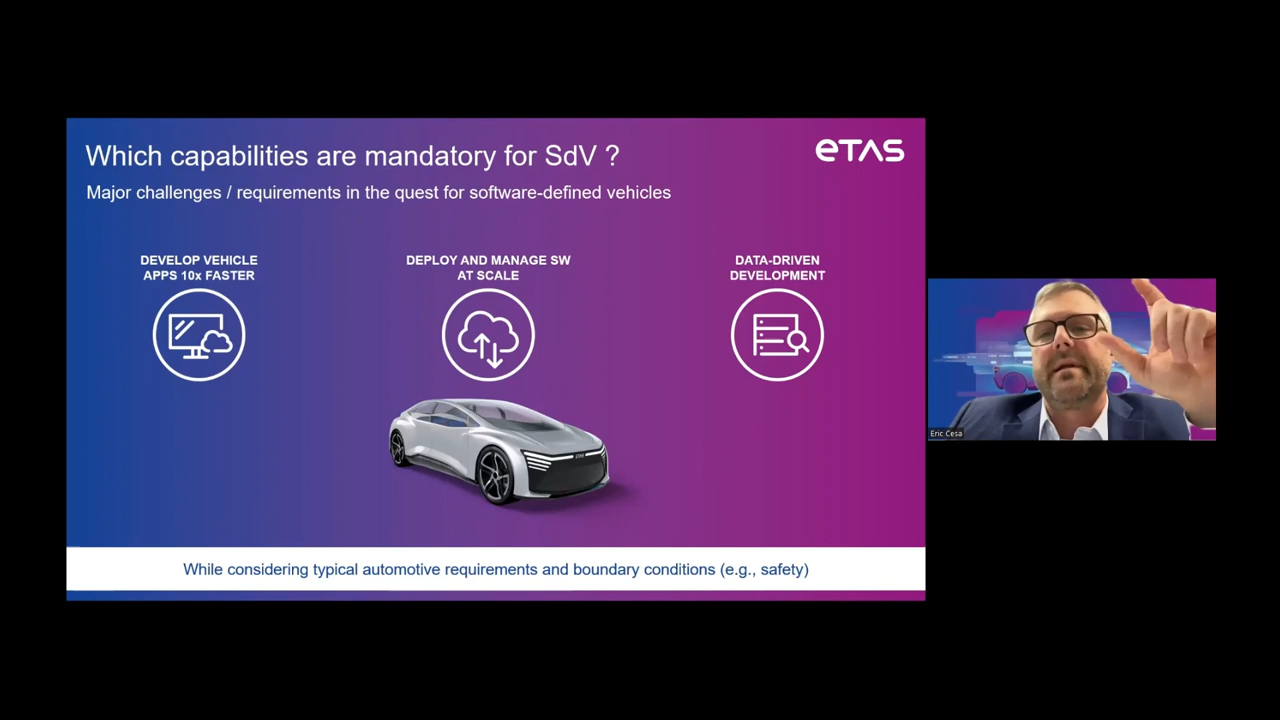 Which capabilities are mandatory for SdV ?
eTAS
Major challenges / requirements in the quest for software-defined vehicles
DEVELOP VEHICLE
APPS 10x FASTER
DEPLOY AND MANAGE SW
AT SCALE
DATA-DRIVEN
DEVELOPMENT
Eric Cesa
While considering typical automotive requirements and boundary conditions (e.g., safety)